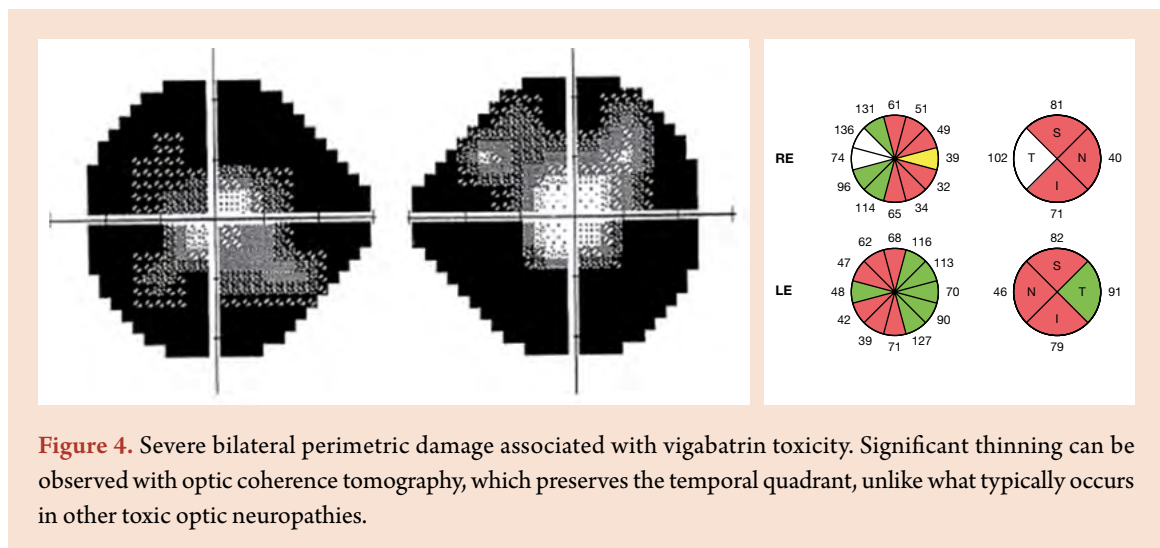 RE
131 61 51
136 49
74 39
96 32
114 65 34
81
S
102 T N 40
I
71
LE
62 68 116
47 113
48 70
42 90
39 71 127
82
S
46 N T 91
I
79
Figure 4. Severe bilateral perimetric damage associated with vigabatrin toxicity. Significant thinning can be
observed with optic coherence tomography, which preserves the temporal quadrant, unlike what typically occurs
in other toxic optic neuropathies.